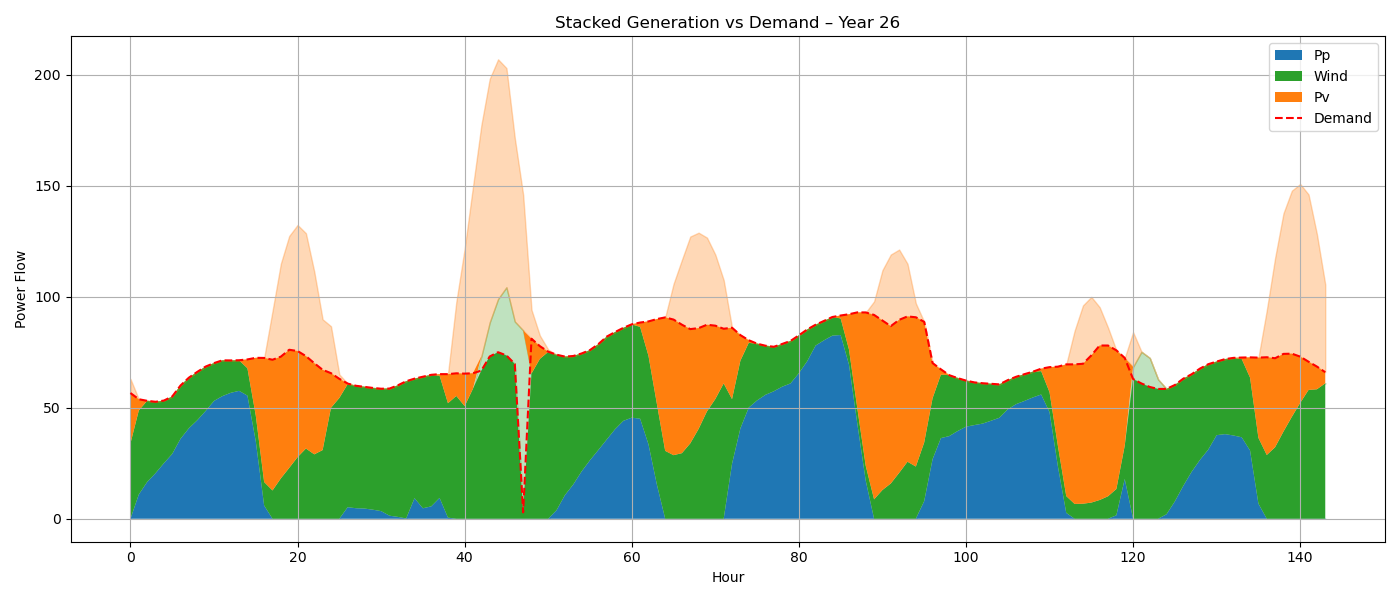 Stacked Generation vs Demand – Year 26
Power Flow
200
150
100
50
0
0 20 40 60 80 100 120 140
Hour
Pp
Wind
Pv
Demand